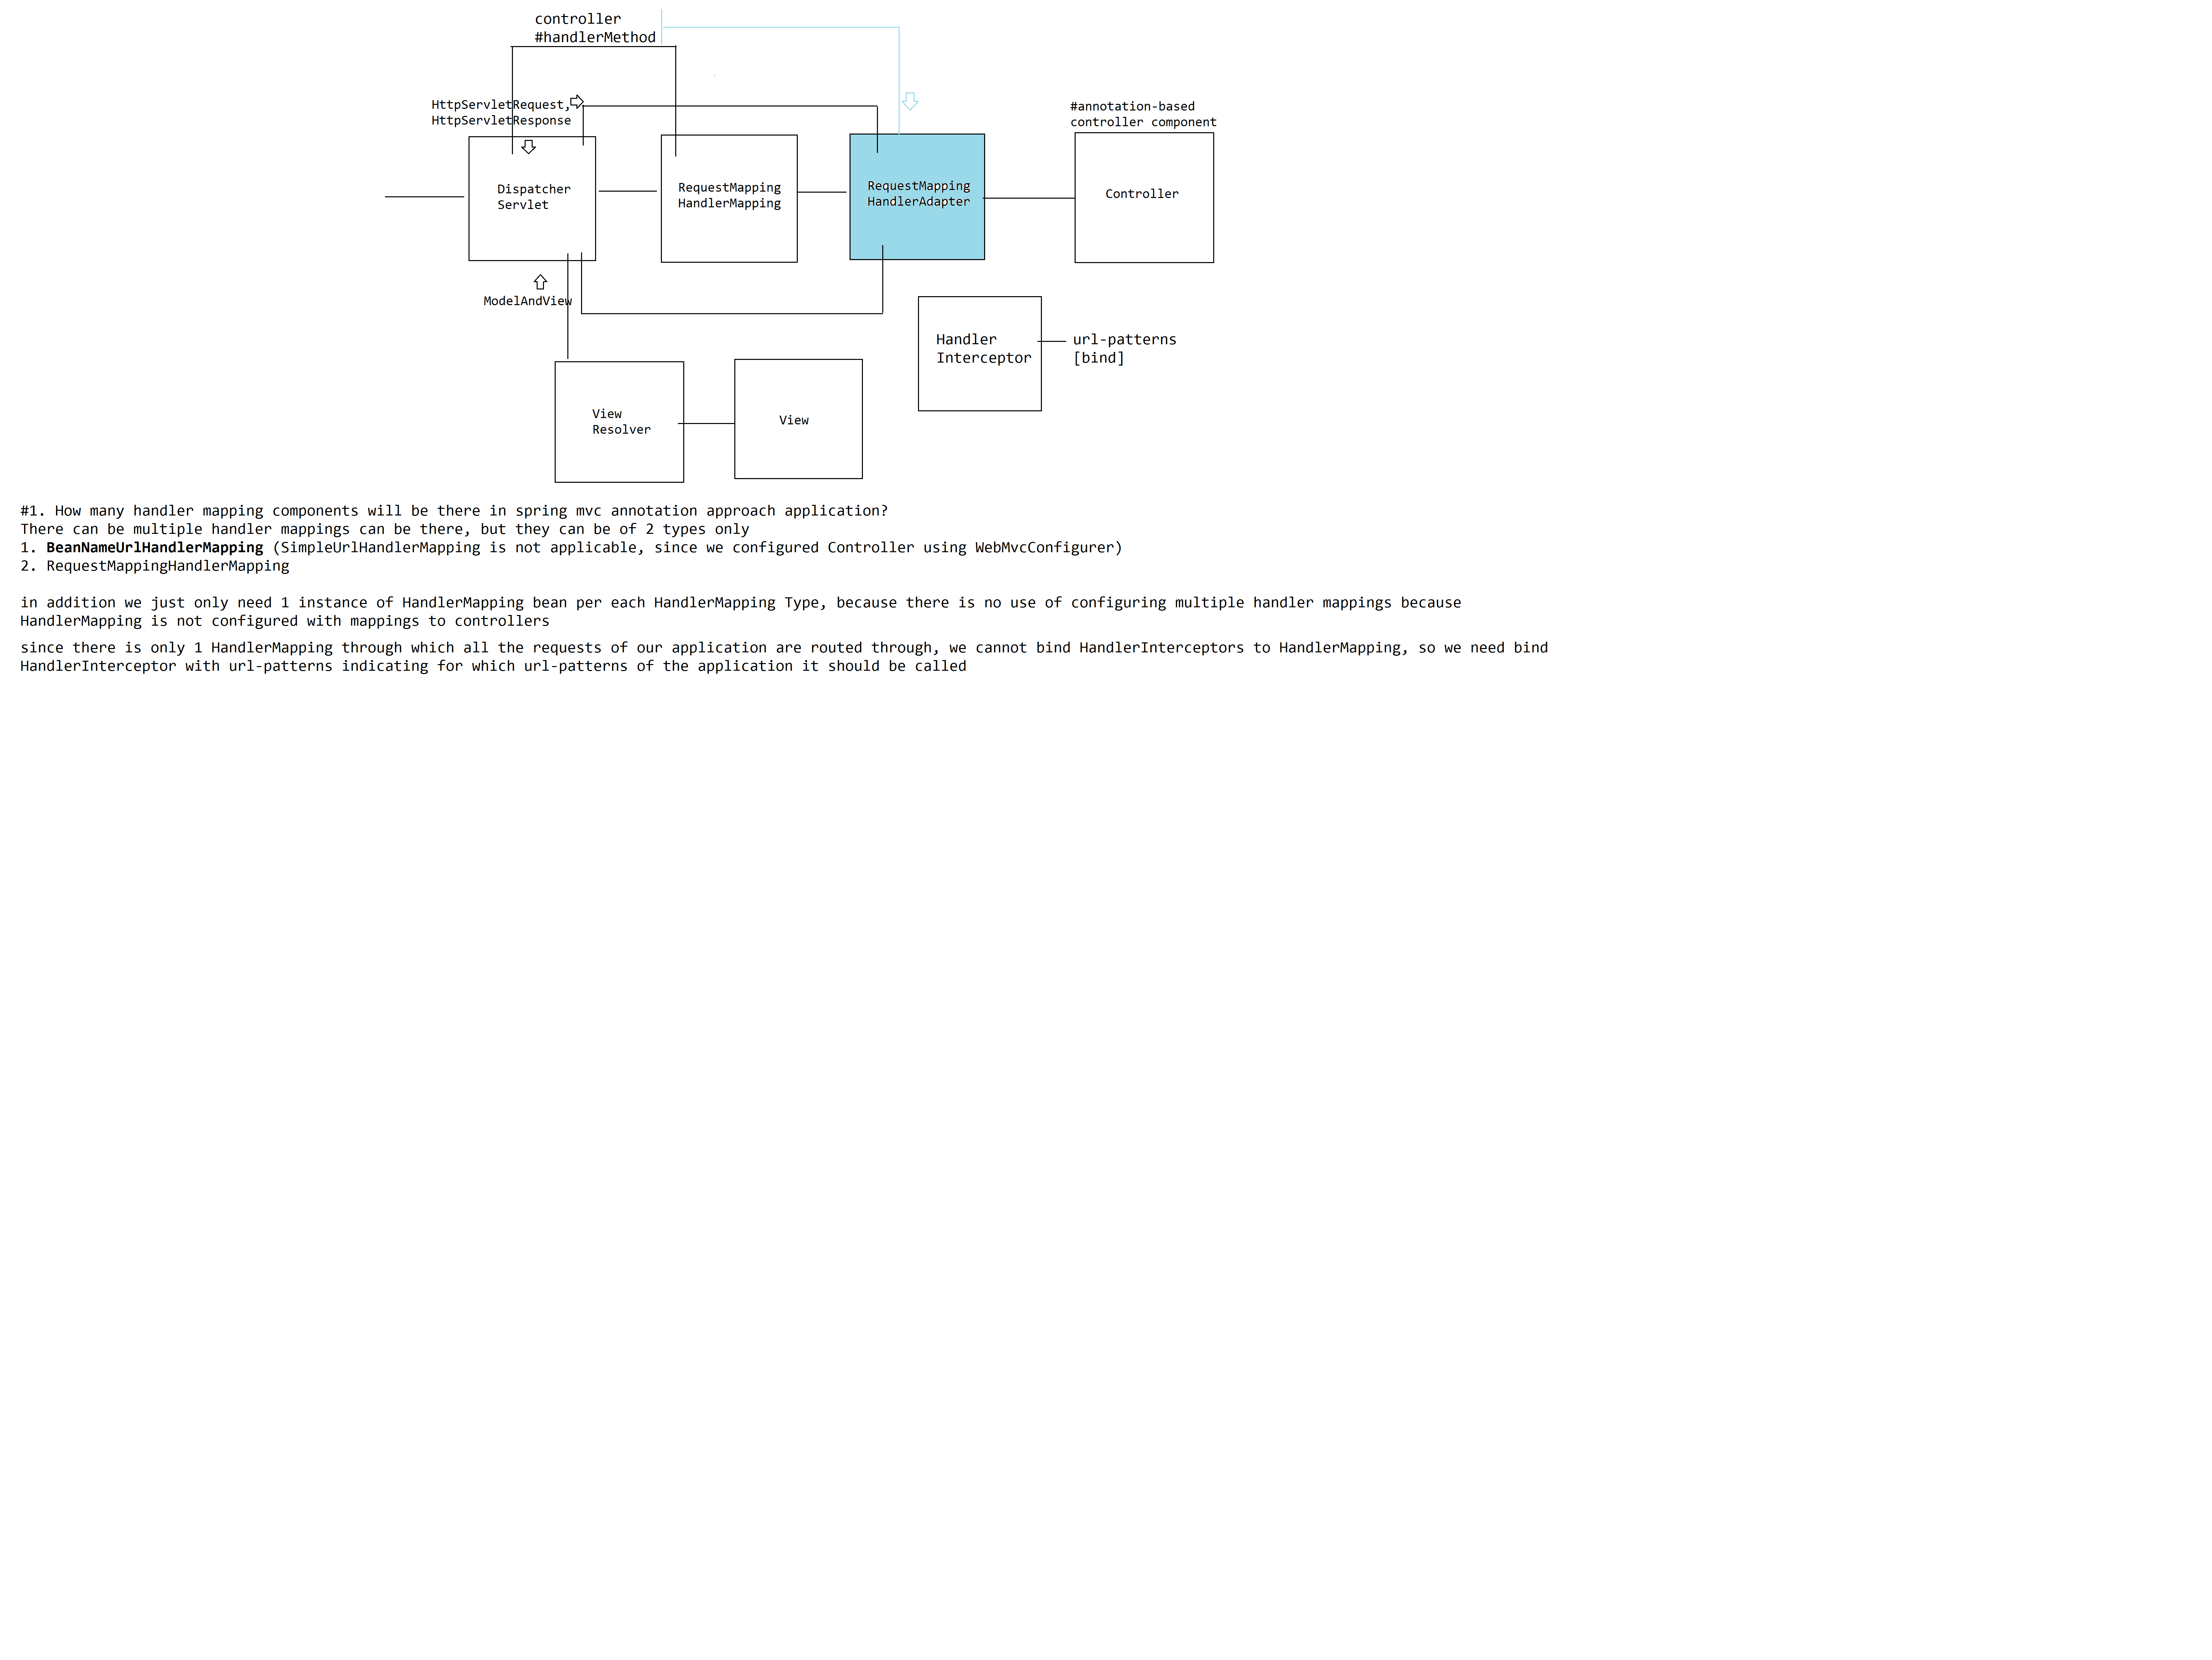 controller
#handlerMethod
HttpServletRequest,
HttpServletResponse
#annotation-based
controller component
Dispatcher
Servlet
RequestMapping
HandlerMapping
RequestMapping
HandlerAdapter
Controller
ModelAndView
Handler
Interceptor
url-patterns
[bind]
View
Resolver
View
#1. How many handler mapping components will be there in spring mvc annotation approach application?
There can be multiple handler mappings can be there, but they can be of 2 types only
1. BeanNameUrlHandlerMapping (SimpleUrlHandlerMapping is not applicable, since we configured Controller using WebMvcConfigurer)
2. RequestMappingHandlerMapping
in addition we just only need 1 instance of HandlerMapping bean per each HandlerMapping Type, because there is no use of configuring multiple handler mappings because
HandlerMapping is not configured with mappings to controllers
since there is only 1 HandlerMapping through which all the requests of our application are routed through, we cannot bind HandlerInterceptors to HandlerMapping, so we need bind
HandlerInterceptor with url-patterns indicating for which url-patterns of the application it should be called